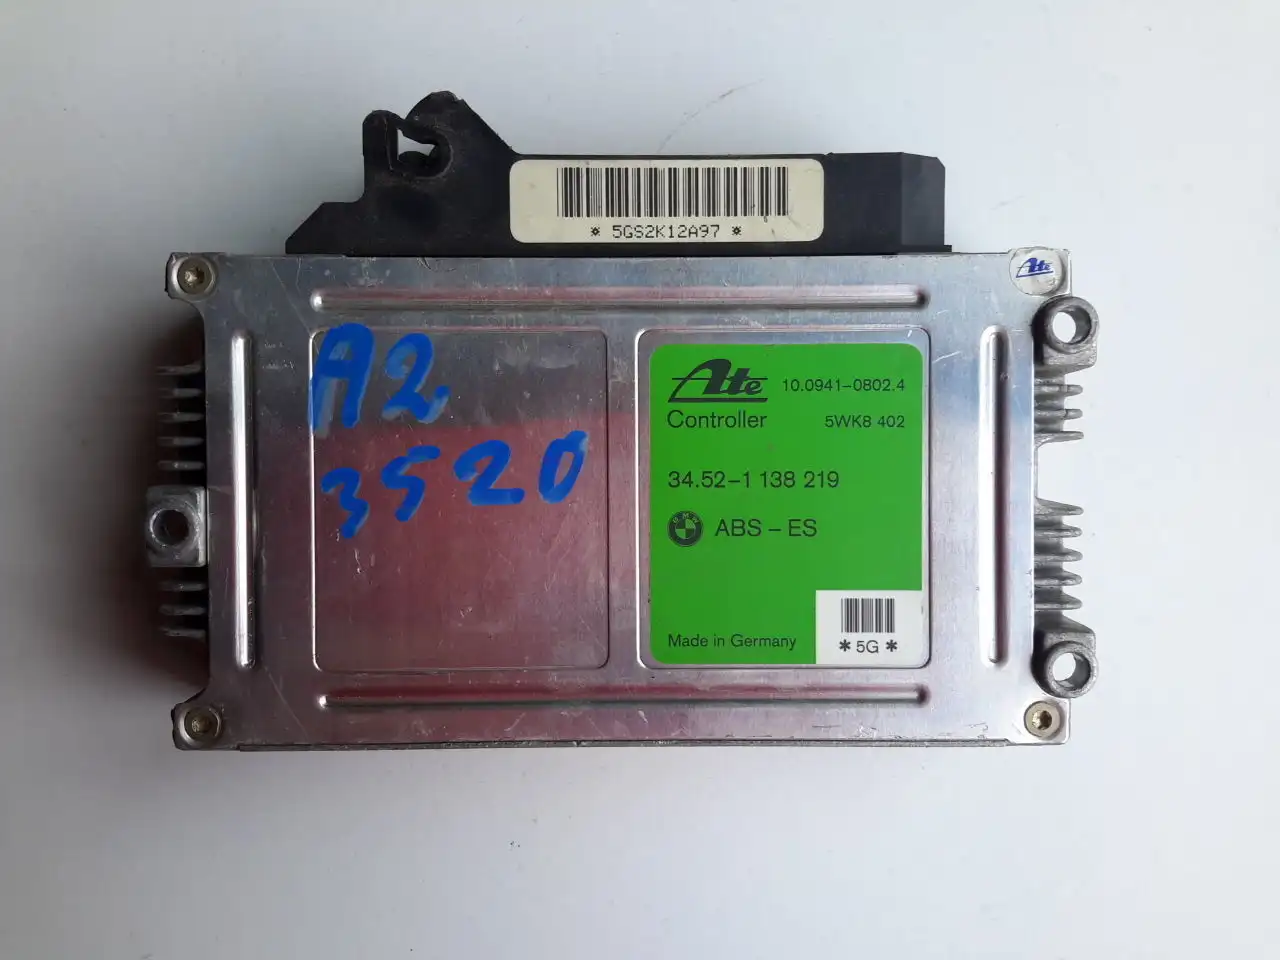 * 5GS2K12A97 *
Ate
A2
3520
Ate 10.0941-0802.4
Controller 5WK8 402
34.52-1 138 219
BMW ABS - ES
Made in Germany
* 5G *